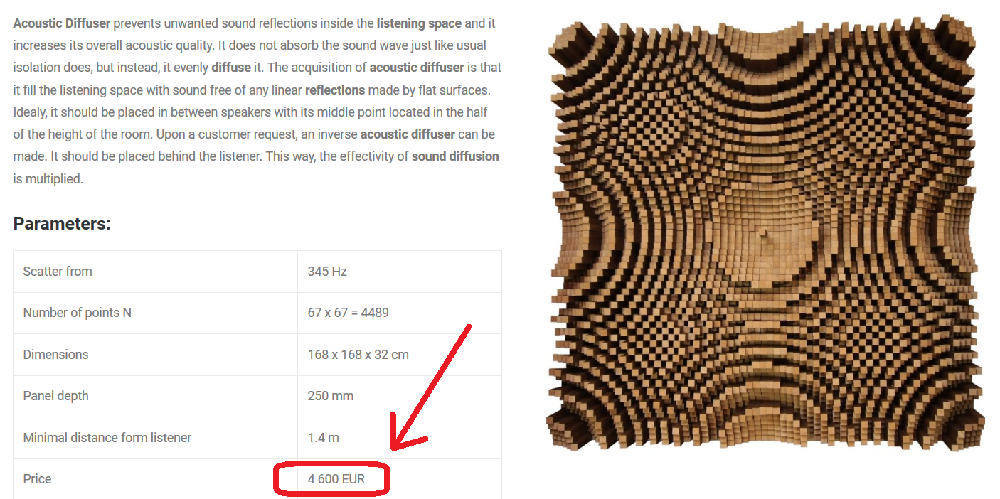 Acoustic Diffuser prevents unwanted sound reflections inside the listening space and it
increases its overall acoustic quality. It does not absorb the sound wave just like usual
isolation does, but instead, it evenly diffuse it. The acquisition of acoustic diffuser is that
it fill the listening space with sound free of any linear reflections made by flat surfaces.
Idealy, it should be placed in between speakers with its middle point located in the half
of the height of the room. Upon a customer request, an inverse acoustic diffuser can be
made. It should be placed behind the listener. This way, the effectivity of sound diffusion
is multiplied.
Parameters:
Scatter from 345 Hz
Number of points N 67 x 67 = 4489
Dimensions 168 x 168 x 32 cm
Panel depth 250 mm
Minimal distance form listener 1.4 m
Price 4 600 EUR